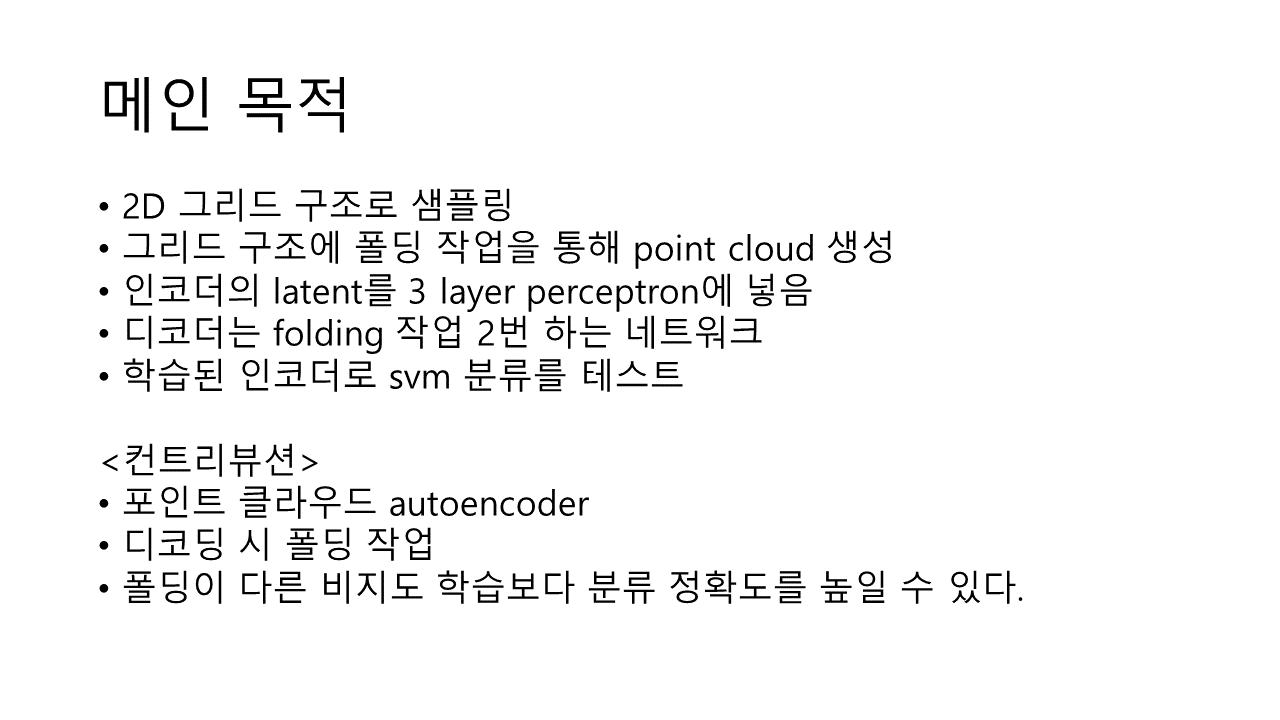 메인 목적
• 2D 그리드 구조로 샘플링
• 그리드 구조에 폴딩 작업을 통해 point cloud 생성
• 인코더의 latent를 3 layer perceptron에 넣음
• 디코더는 folding 작업 2번 하는 네트워크
• 학습된 인코더로 svm 분류를 테스트
<컨트리뷰션>
• 포인트 클라우드 autoencoder
• 디코딩 시 폴딩 작업
• 폴딩이 다른 비지도 학습보다 분류 정확도를 높일 수 있다.